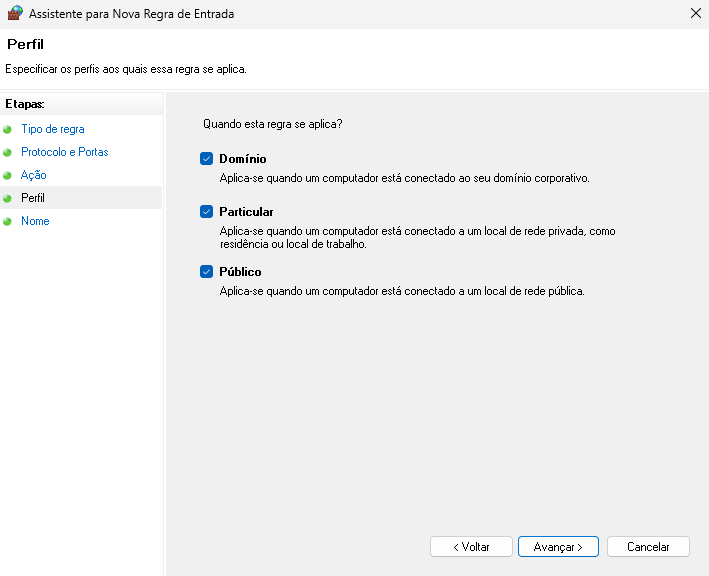 Assistente para Nova Regra de Entrada
Perfil
Especificar os perfis aos quais essa regra se aplica.
Etapas:
Tipo de regra
Protocolo e Portas
Ação
Perfil
Nome
Quando esta regra se aplica?
Domínio
Aplica-se quando um computador está conectado ao seu domínio corporativo.
Particular
Aplica-se quando um computador está conectado a um local de rede privada, como
residência ou local de trabalho.
Público
Aplica-se quando um computador está conectado a um local de rede pública.
< Voltar
Avançar >
Cancelar